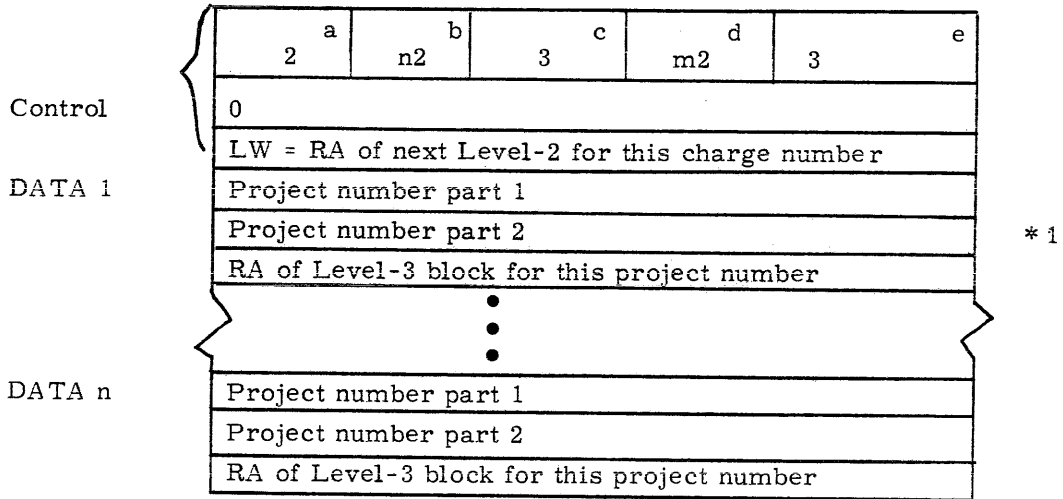 a b c d e
2 n2 3 m2 3
Control 0
LW = RA of next Level-2 for this charge number
DATA 1 Project number part 1
Project number part 2 *1
RA of Level-3 block for this project number
DATA n Project number part 1
Project number part 2
RA of Level-3 block for this project number